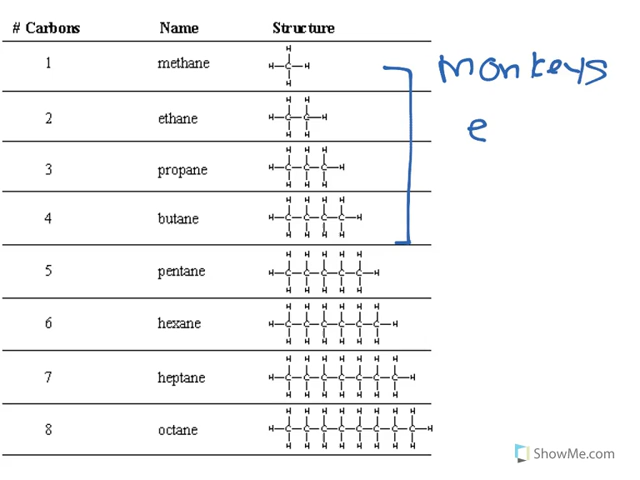 # Carbons Name Structure
1 methane
2 ethane
3 propane
4 butane
5 pentane
6 hexane
7 heptane
8 octane
monkeys
e
ShowMe.com